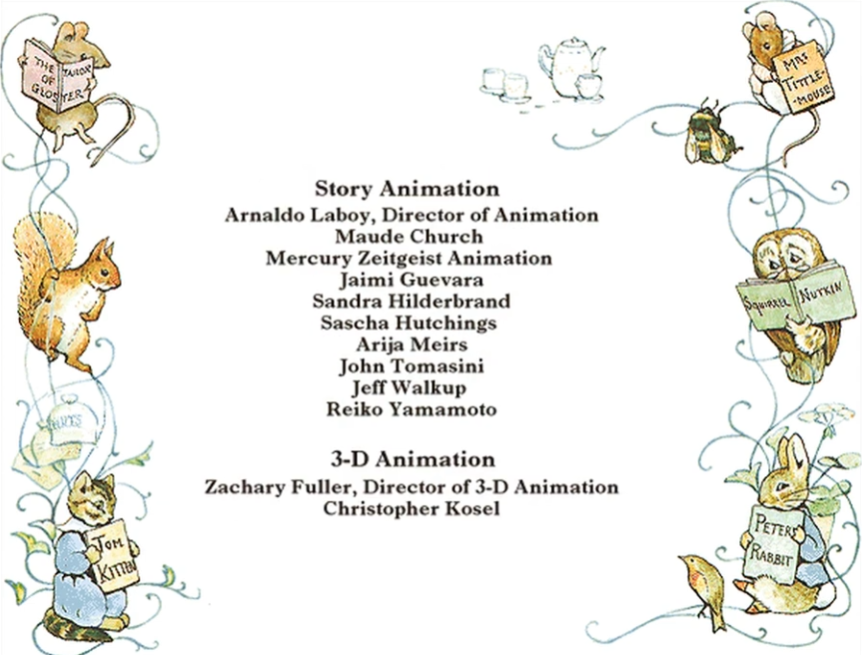 THE TAILOR
OF
GLOSTER
MRS
TITTLE-
-MOUSE
Story Animation
Arnaldo Laboy, Director of Animation
Maude Church
Mercury Zeitgeist Animation
Jaimi Guevara
Sandra Hilderbrand
Sascha Hutchings
Arija Meirs
John Tomasini
Jeff Walkup
Reiko Yamamoto
SQUIRREL NUTKIN
NUTS
3-D Animation
Zachary Fuller, Director of 3-D Animation
Christopher Kosel
TOM
KITTEN
PETER
RABBIT